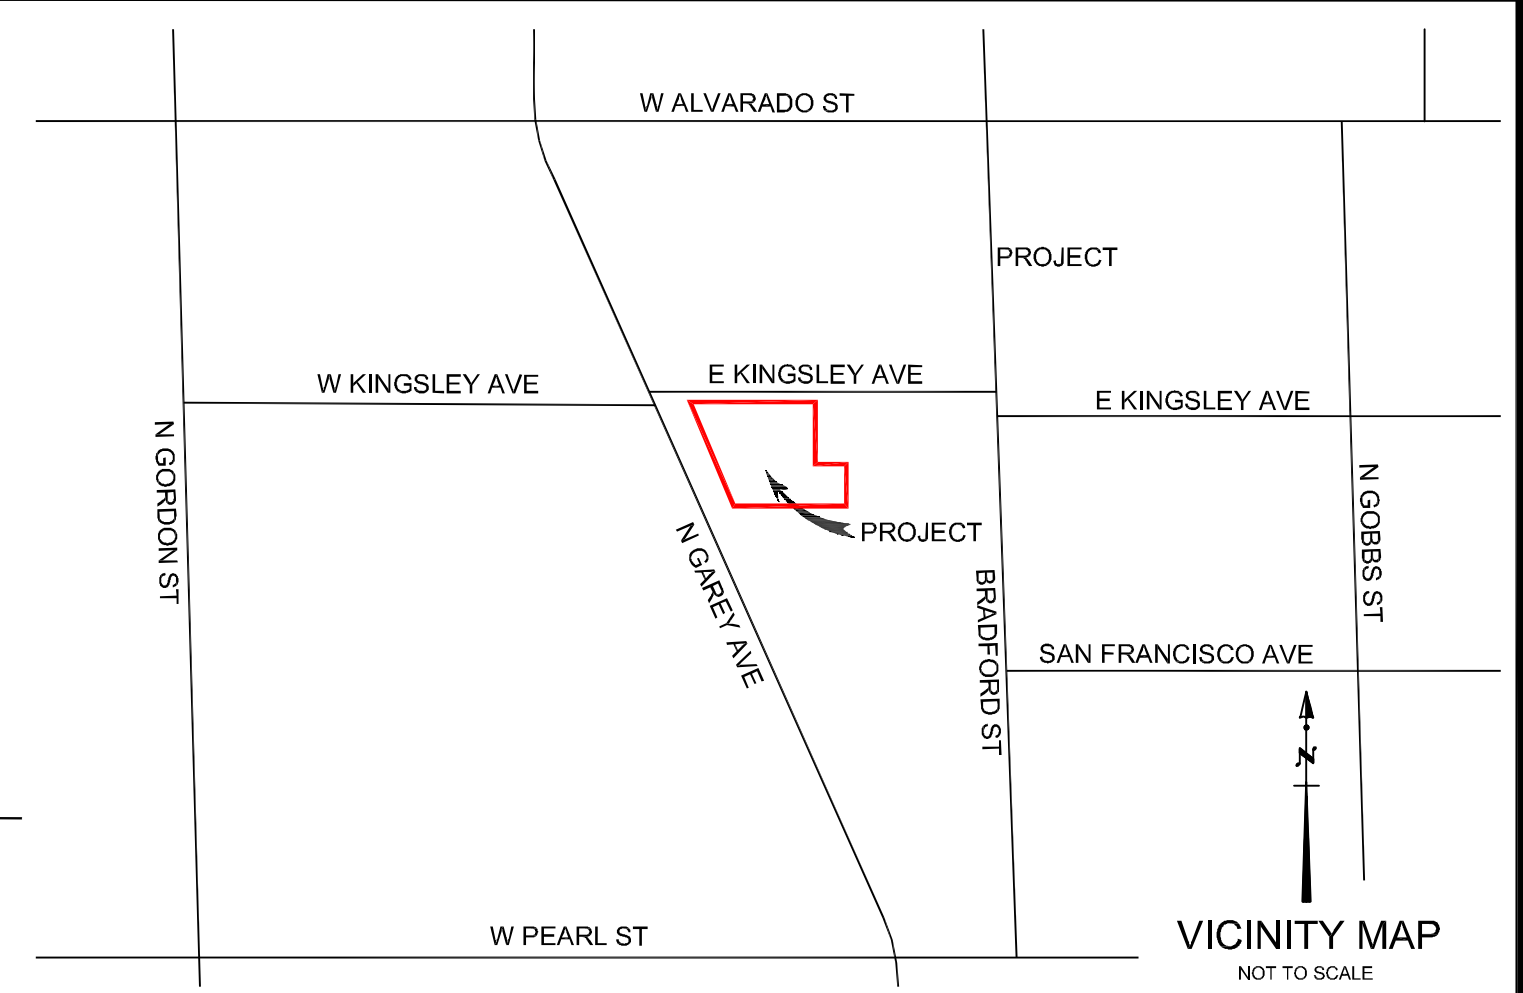 W ALVARADO ST
PROJECT
E KINGSLEY AVE
W KINGSLEY AVE
E KINGSLEY AVE
N GORDON ST
N GOBBS ST
PROJECT
N GAREY AVE
BRADFORD ST
SAN FRANCISCO AVE
N
W PEARL ST
VICINITY MAP
NOT TO SCALE